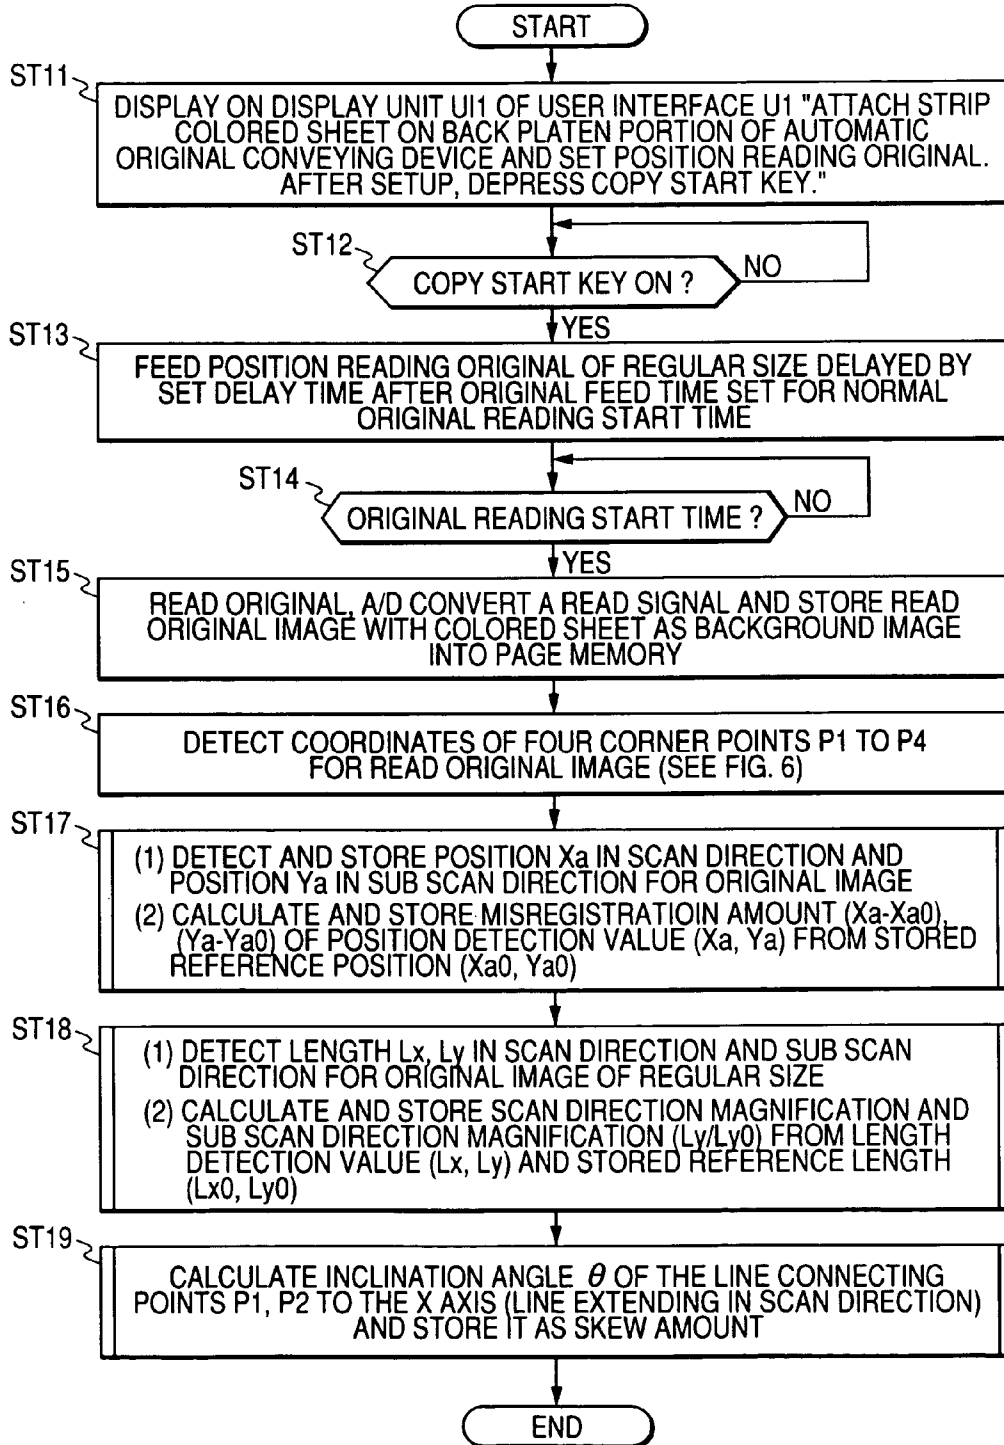 START
ST11
DISPLAY ON DISPLAY UNIT UI1 OF USER INTERFACE U1 "ATTACH STRIP
COLORED SHEET ON BACK PLATEN PORTION OF AUTOMATIC
ORIGINAL CONVEYING DEVICE AND SET POSITION READING ORIGINAL.
AFTER SETUP, DEPRESS COPY START KEY."
ST12
COPY START KEY ON ?
NO
YES
ST13
FEED POSITION READING ORIGINAL OF REGULAR SIZE DELAYED BY
SET DELAY TIME AFTER ORIGINAL FEED TIME SET FOR NORMAL
ORIGINAL READING START TIME
ST14
ORIGINAL READING START TIME ?
NO
YES
ST15
READ ORIGINAL, A/D CONVERT A READ SIGNAL AND STORE READ
ORIGINAL IMAGE WITH COLORED SHEET AS BACKGROUND IMAGE
INTO PAGE MEMORY
ST16
DETECT COORDINATES OF FOUR CORNER POINTS P1 TO P4
FOR READ ORIGINAL IMAGE (SEE FIG. 6)
ST17
(1) DETECT AND STORE POSITION Xa IN SCAN DIRECTION AND
POSITION Ya IN SUB SCAN DIRECTION FOR ORIGINAL IMAGE
(2) CALCULATE AND STORE MISREGISTRATIOIN AMOUNT (Xa-Xa0),
(Ya-Ya0) OF POSITION DETECTION VALUE (Xa, Ya) FROM STORED
REFERENCE POSITION (Xa0, Ya0)
ST18
(1) DETECT LENGTH Lx, Ly IN SCAN DIRECTION AND SUB SCAN
DIRECTION FOR ORIGINAL IMAGE OF REGULAR SIZE
(2) CALCULATE AND STORE SCAN DIRECTION MAGNIFICATION AND
SUB SCAN DIRECTION MAGNIFICATION (Ly/Ly0) FROM LENGTH
DETECTION VALUE (Lx, Ly) AND STORED REFERENCE LENGTH
(Lx0, Ly0)
ST19
CALCULATE INCLINATION ANGLE θ OF THE LINE CONNECTING
POINTS P1, P2 TO THE X AXIS (LINE EXTENDING IN SCAN DIRECTION)
AND STORE IT AS SKEW AMOUNT
END